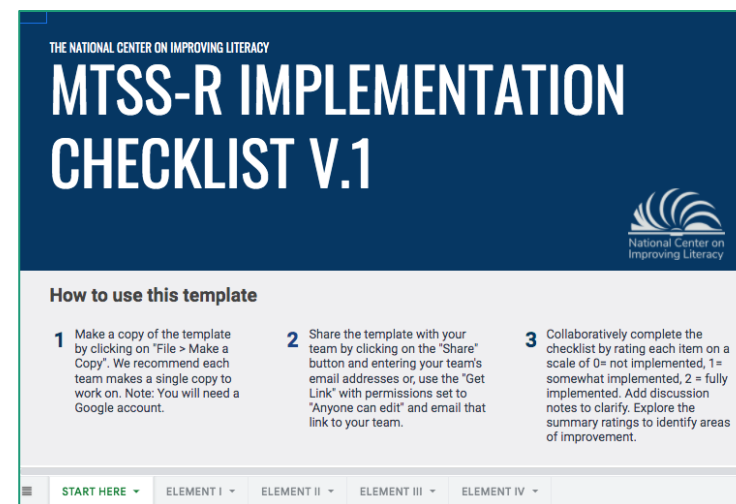 THE NATIONAL CENTER ON IMPROVING LITERACY
MTSS-R IMPLEMENTATION
CHECKLIST V.1
National Center on
Improving Literacy
How to use this template
1
Make a copy of the template
by clicking on "File > Make a
Copy". We recommend each
team makes a single copy to
work on. Note: You will need a
Google account.
2
Share the template with your
team by clicking on the "Share"
button and entering your team's
email addresses or, use the "Get
Link" with permissions set to
"Anyone can edit" and email that
link to your team.
3
Collaboratively complete the
checklist by rating each item on a
scale of 0= not implemented, 1=
somewhat implemented, 2 = fully
implemented. Add discussion
notes to clarify. Explore the
summary ratings to identify areas
of improvement.
START HERE ELEMENT I ELEMENT II ELEMENT III ELEMENT IV